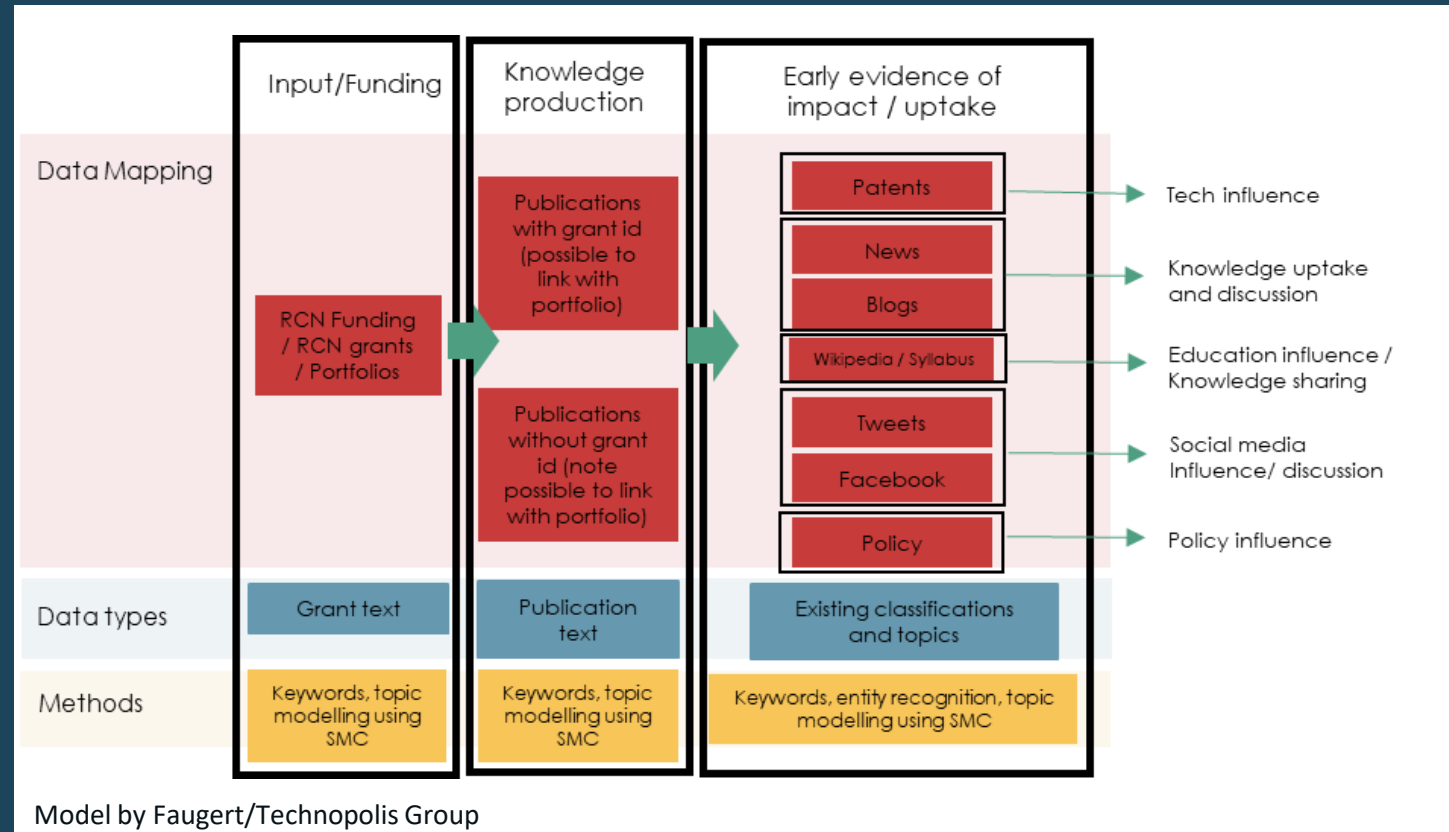 Input/Funding
Knowledge
production
Early evidence of
impact / uptake
Data Mapping
RCN Funding
/ RCN grants
/ Portfolios
Publications
with grant id
(possible to
link with
portfolio)
Publications
without grant
id (note
possible to link
with portfolio)
Patents
News
Blogs
Wikipedia / Syllabus
Tweets
Facebook
Policy
Tech influence
Knowledge uptake
and discussion
Education influence /
Knowledge sharing
Social media
Influence/ discussion
Policy influence
Data types
Grant text
Publication
text
Existing classifications
and topics
Methods
Keywords, topic
modelling using
SMC
Keywords, topic
modelling using
SMC
Keywords, entity recognition, topic
modelling using SMC
Model by Faugert/Technopolis Group